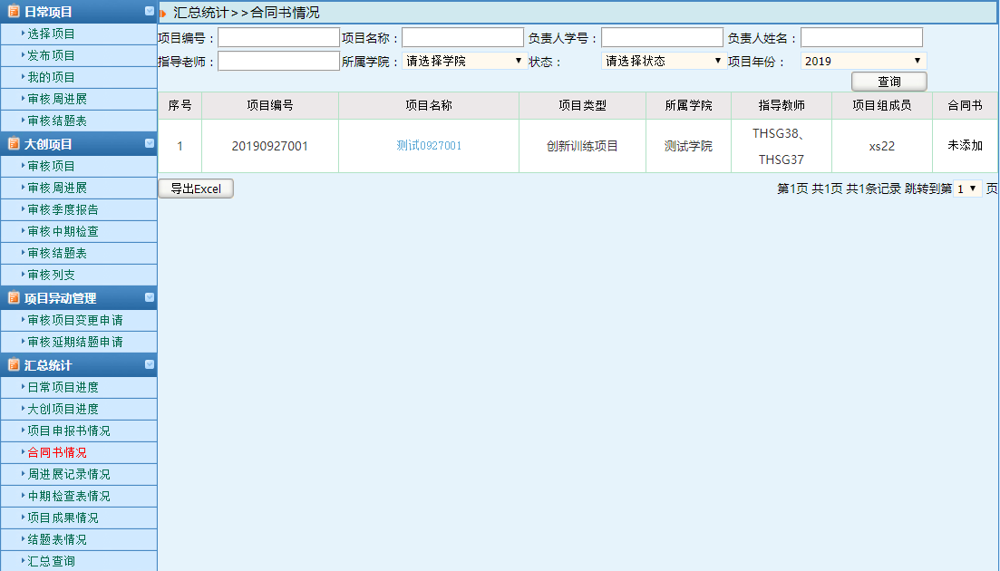 日常项目
选择项目
发布项目
我的项目
审核周进展
审核结题表
大创项目
审核项目
审核周进展
审核季度报告
审核中期检查
审核结题表
审核列支
项目异动管理
审核项目变更申请
审核延期结题申请
汇总统计
日常项目进度
大创项目进度
项目申报书情况
合同书情况
周进展记录情况
中期检查表情况
项目成果情况
结题表情况
汇总查询
汇总统计>>合同书情况
项目编号： 项目名称： 负责人学号： 负责人姓名：
指导老师： 所属学院： 请选择学院 状态： 请选择状态 项目年份： 2019
查询
序号 项目编号 项目名称 项目类型 所属学院 指导教师 项目组成员 合同书
1 20190927001 测试0927001 创新训练项目 测试学院 THSG38、 xs22 未添加
THSG37
导出Excel 第1页 共1页 共1条记录 跳转到第 1 页